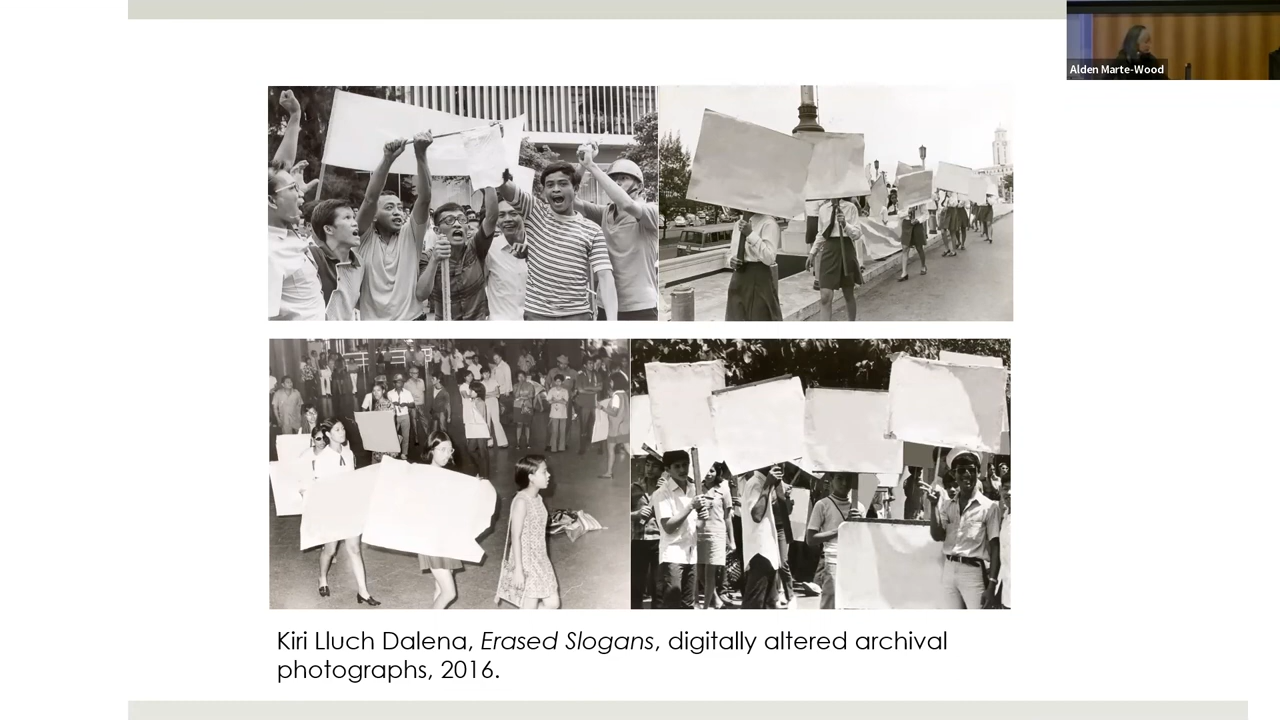 Alden Marte-Wood
Kiri Lluch Dalena, Erased Slogans, digitally altered archival
photographs, 2016.